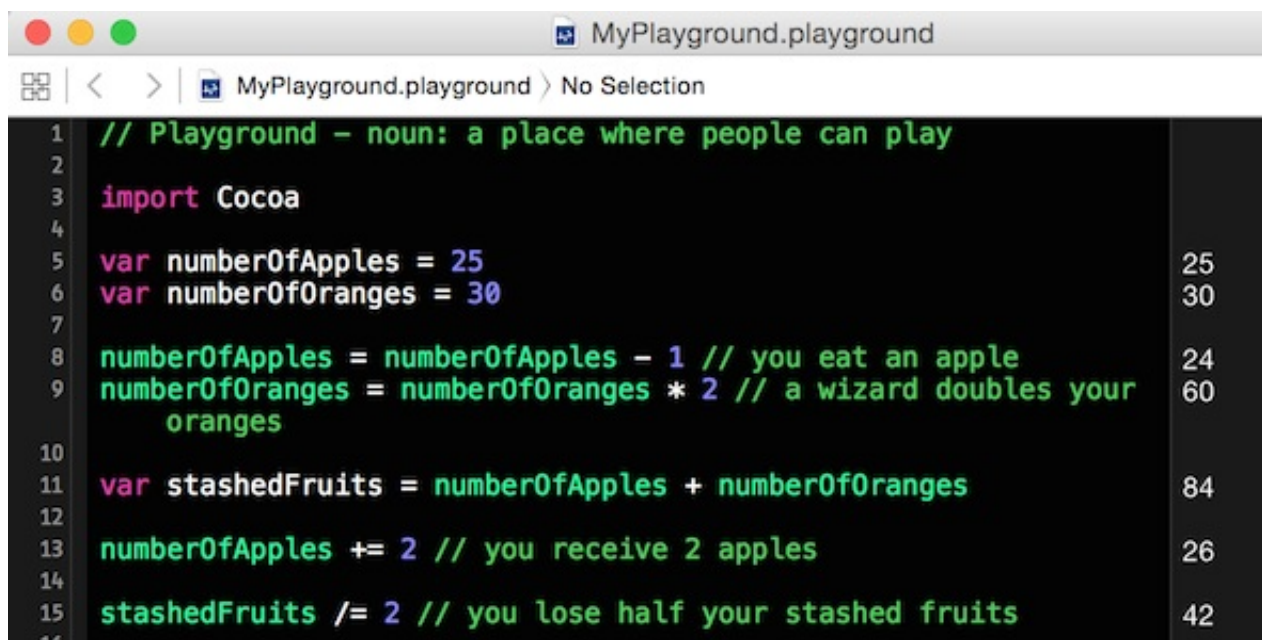 MyPlayground.playground
MyPlayground.playground 〉 No Selection
1 // Playground – noun: a place where people can play
2
3 import Cocoa
4
5 var numberOfApples = 25 25
6 var numberOfOranges = 30 30
7
8 numberOfApples = numberOfApples – 1 // you eat an apple 24
9 numberOfOranges = numberOfOranges * 2 // a wizard doubles your 60
oranges
10
11 var stashedFruits = numberOfApples + numberOfOranges 84
12
13 numberOfApples += 2 // you receive 2 apples 26
14
15 stashedFruits /= 2 // you lose half your stashed fruits 42